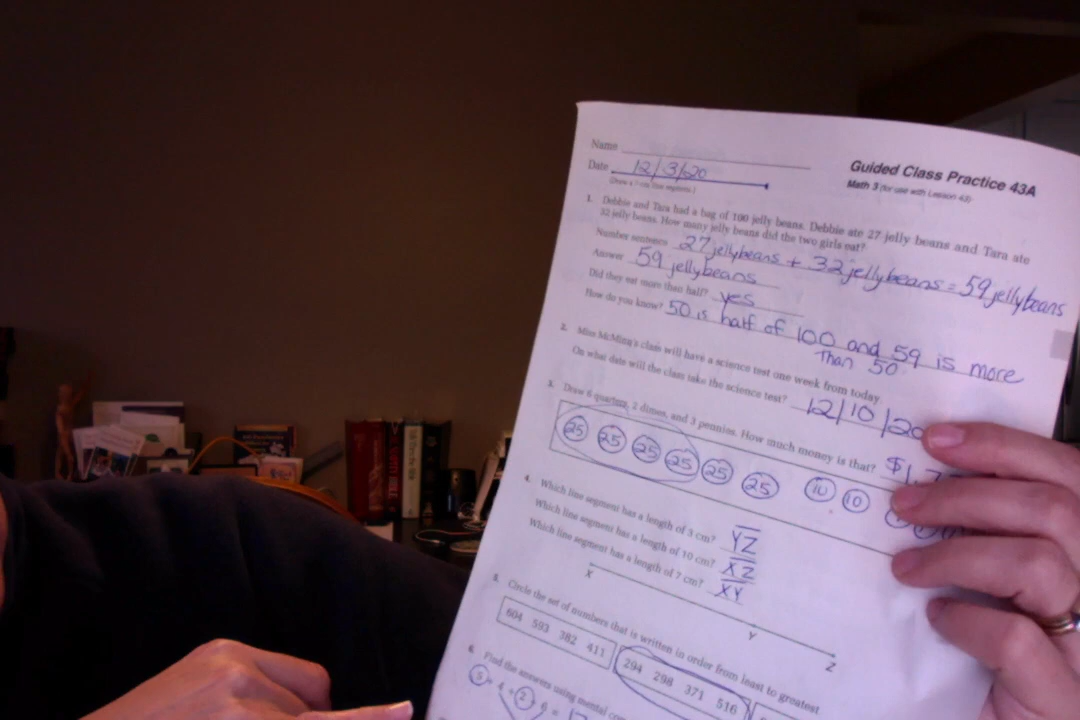 Name
Guided Class Practice 43A
Date 12/3/20
Math 3 (for use with Lesson 43)
1. Debbie and Tara had a bag of 100 jelly beans. Debbie ate 27 jelly beans and Tara ate
32 jelly beans. How many jelly beans did the two girls eat?
Number sentence 27 jellybeans + 32 jellybeans = 59 jellybeans
Answer 59 jellybeans
Did they eat more than half? yes
How do you know? 50 is half of 100 and 59 is more
than 50
2. Miss McMing's class will have a science test one week from today.
On what date will the class take the science test? 12/10/20
3. Draw 6 quarters, 2 dimes, and 3 pennies. How much money is that? $1.7
25 25 25 25 25 25 10 10
4. Which line segment has a length of 3 cm? YZ
Which line segment has a length of 10 cm? XZ
Which line segment has a length of 7 cm? XY
X Y Z
5. Circle the set of numbers that is written in order from least to greatest
604 593 382 411 294 298 371 516
6. Find the answers using mental
5 + 4 + 2 + 6 =